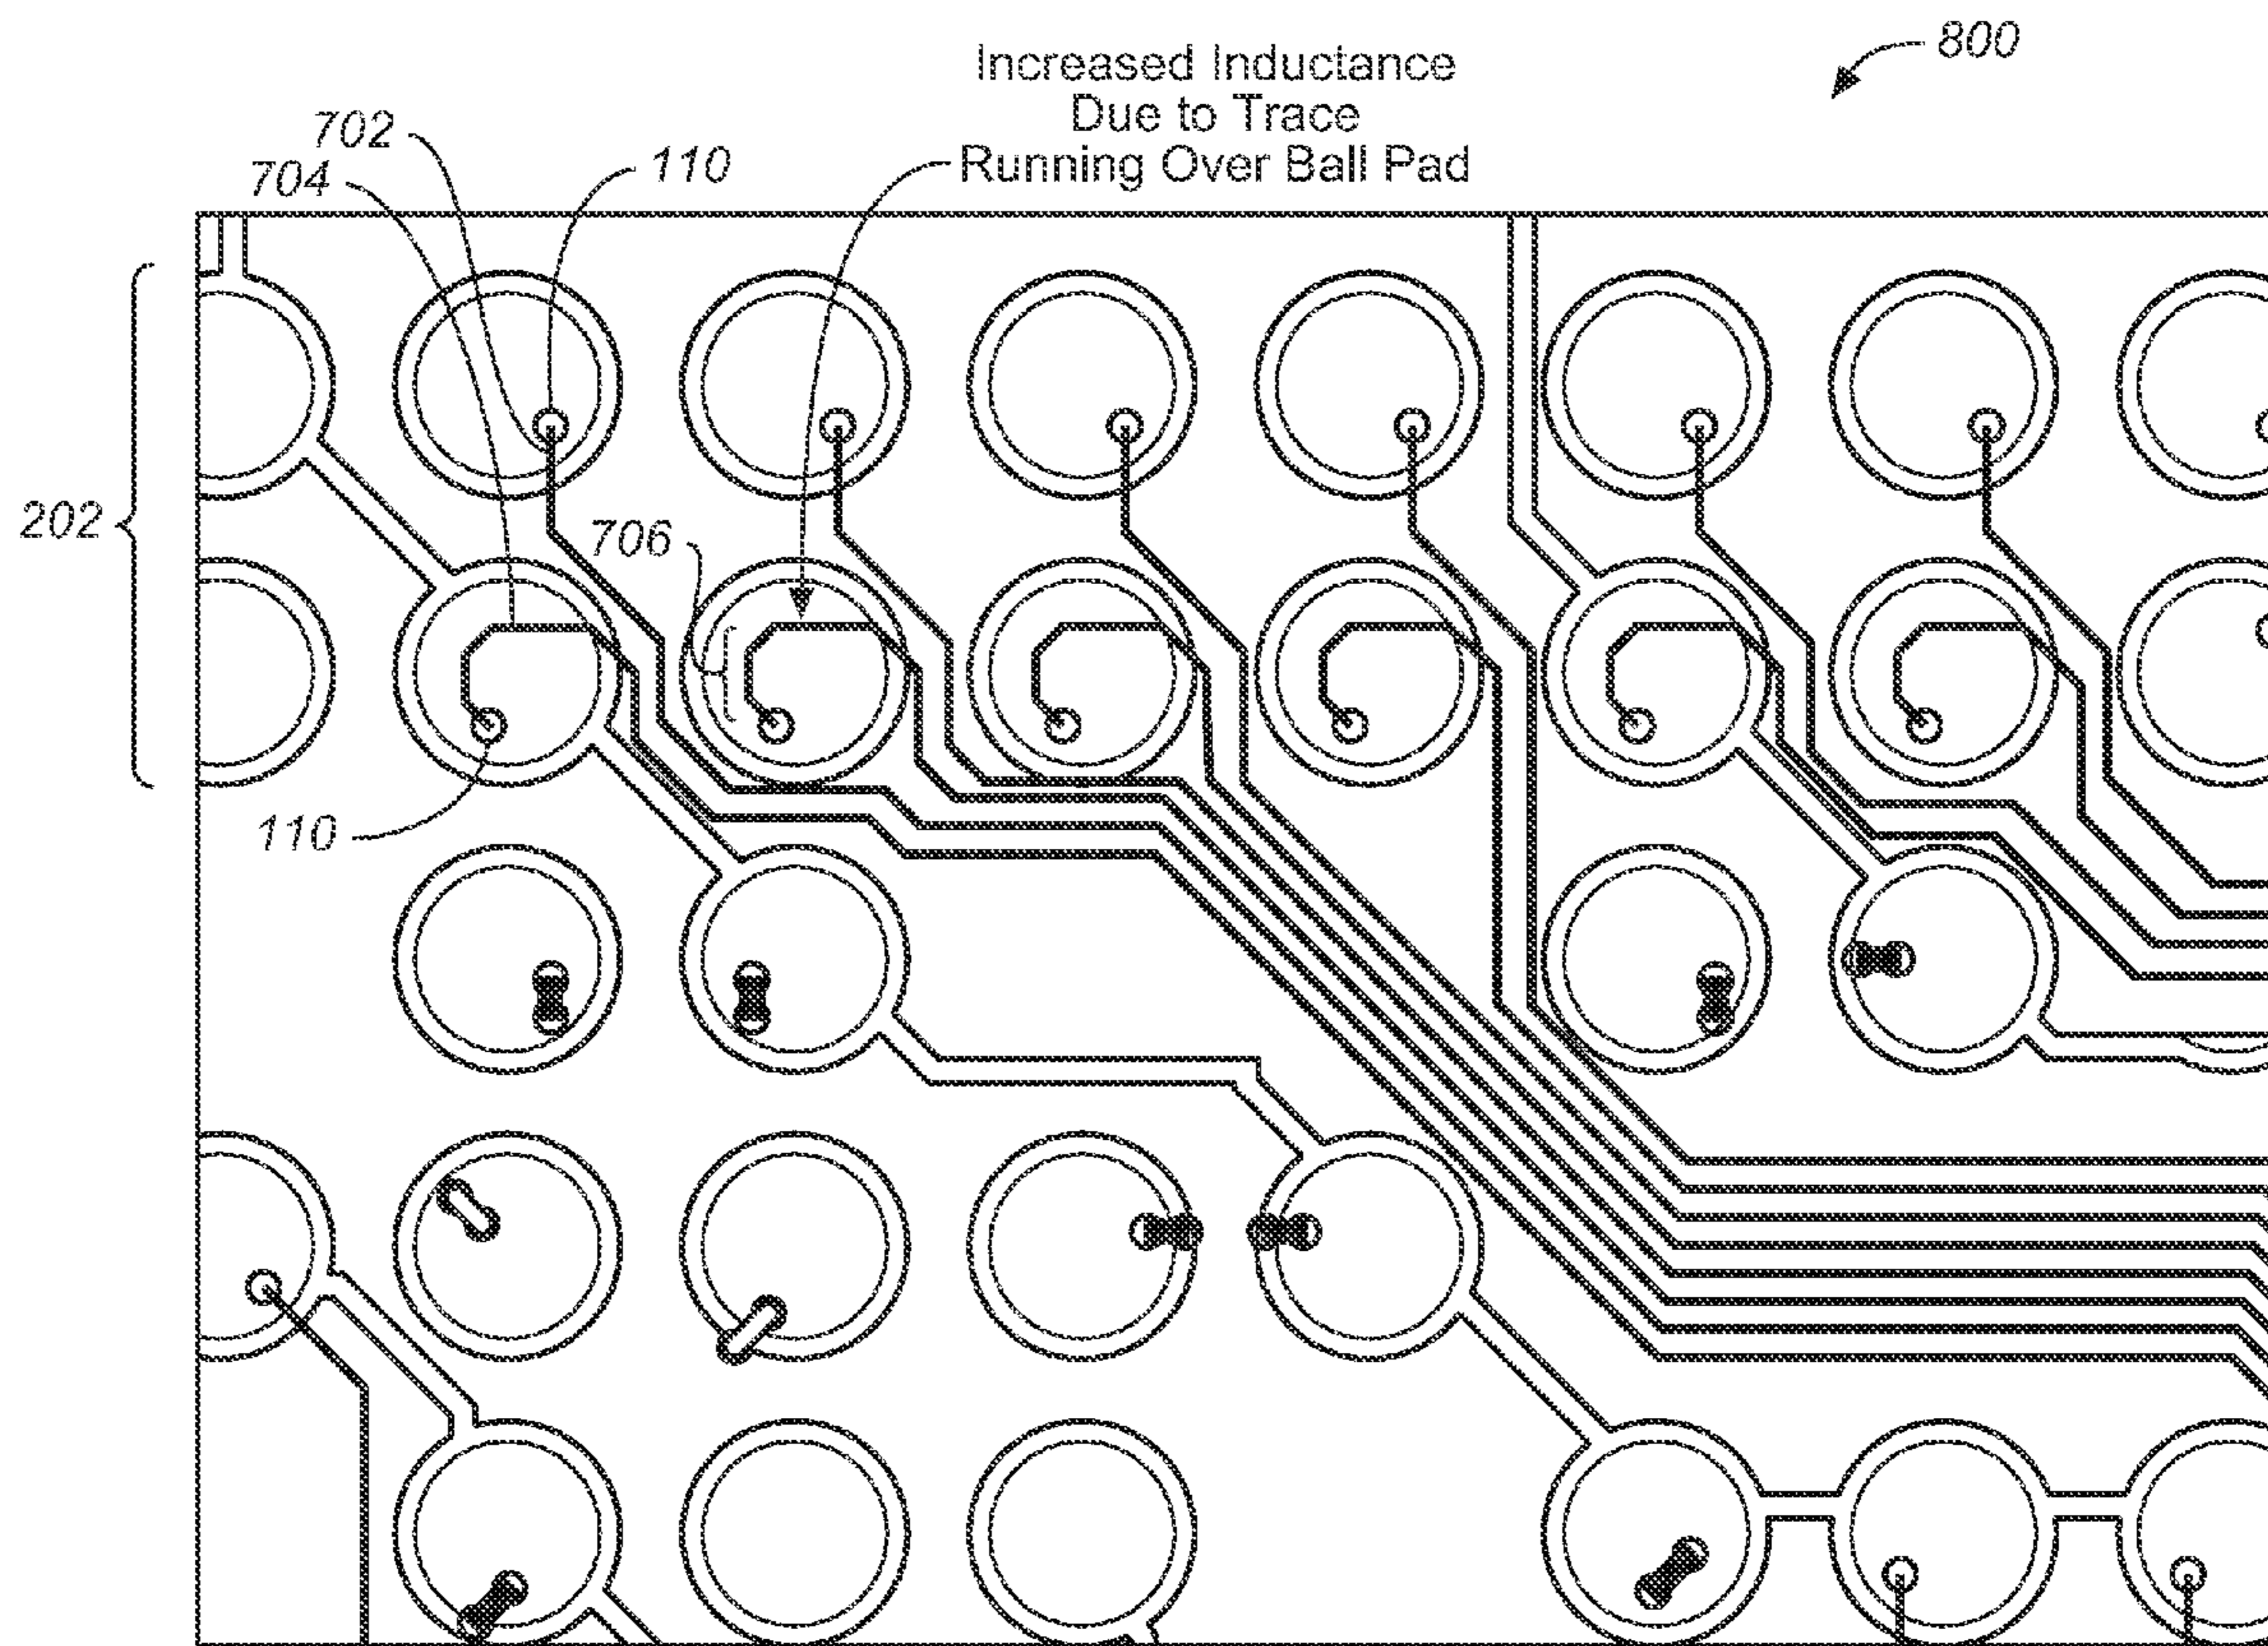 800
Increased Inductance
Due to Trace
Running Over Ball Pad
702
704
110
202
706
110